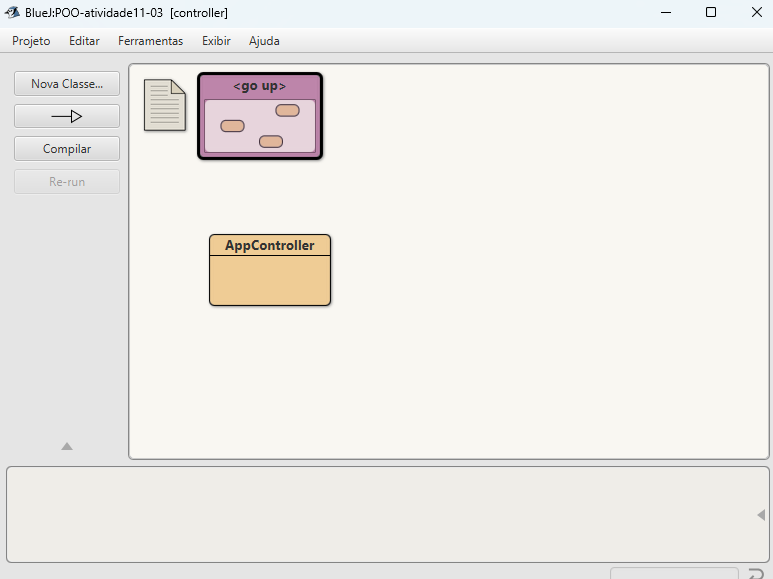 BlueJ:POO-atividade11-03 [controller]
Projeto Editar Ferramentas Exibir Ajuda
Nova Classe...
Compilar
Re-run
<go up>
AppController